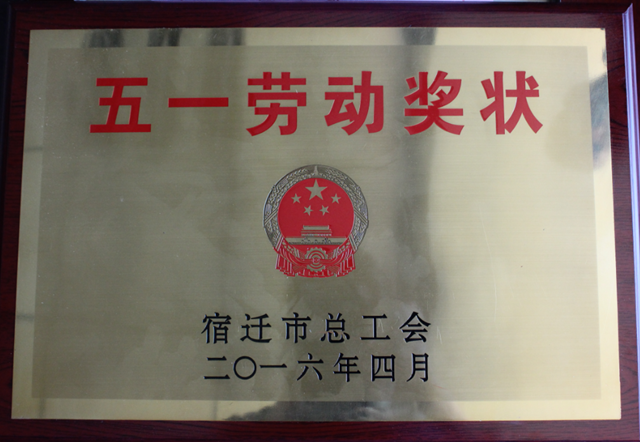 五一劳动奖状
宿迁市总工会
二〇一六年四月